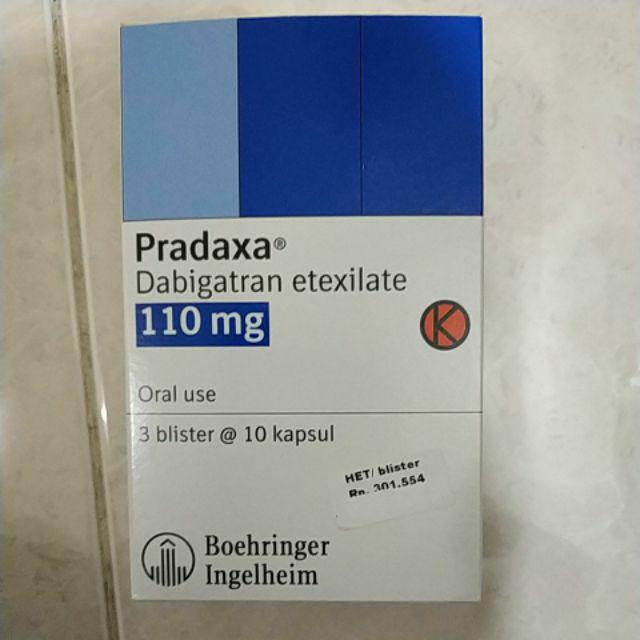 Pradaxa®
Dabigatran etexilate
110 mg
K
Oral use
3 blister @ 10 kapsul
HET/ blister
Rp. 301.554
Boehringer
Ingelheim